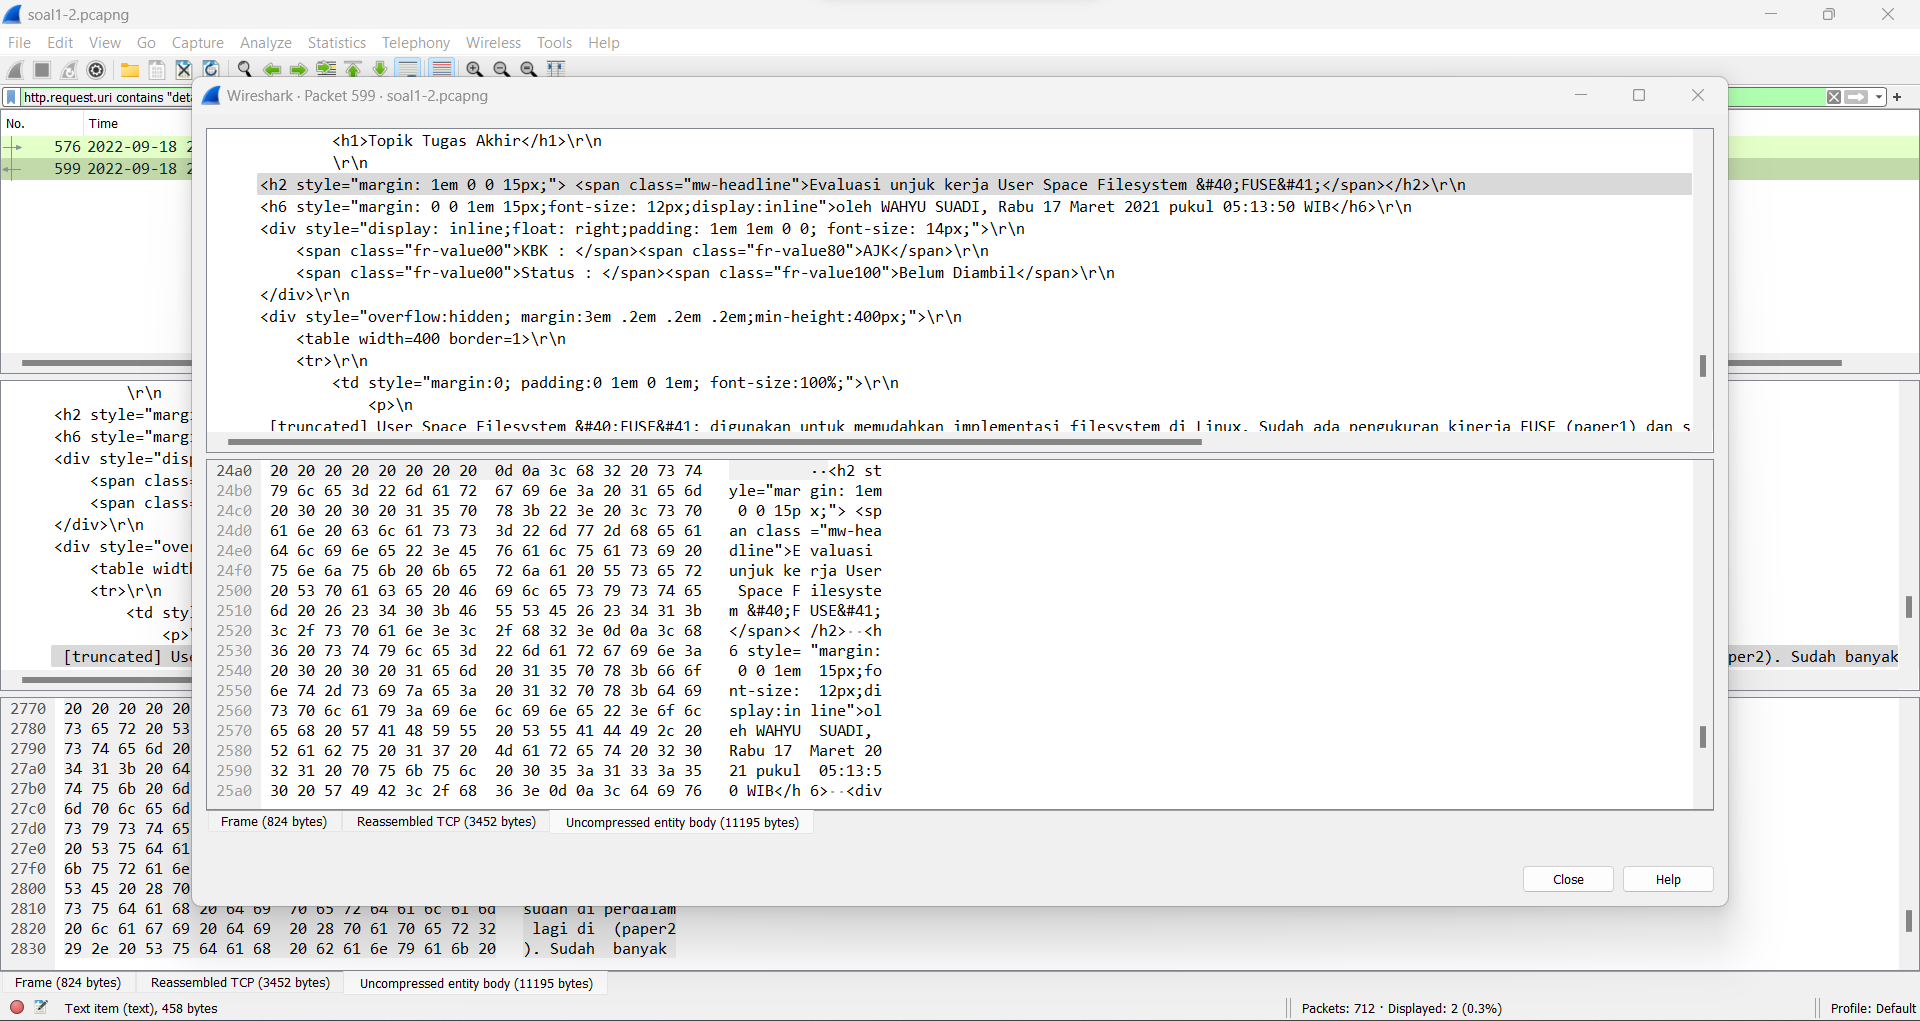 soal1-2.pcapng
File Edit View Go Capture Analyze Statistics Telephony Wireless Tools Help
http.request.uri contains "deta
No. Time
576 2022-09-18 2
599 2022-09-18 2
Wireshark · Packet 599 · soal1-2.pcapng
<h1>Topik Tugas Akhir</h1>\r\n
\r\n
<h2 style="margin: 1em 0 0 15px;"> <span class="mw-headline">Evaluasi unjuk kerja User Space Filesystem &#40;FUSE&#41;</span></h2>\r\n
<h6 style="margin: 0 0 1em 15px;font-size: 12px;display:inline">oleh WAHYU SUADI, Rabu 17 Maret 2021 pukul 05:13:50 WIB</h6>\r\n
<div style="display: inline;float: right;padding: 1em 1em 0 0; font-size: 14px;">\r\n
<span class="fr-value00">KBK : </span><span class="fr-value80">AJK</span>\r\n
<span class="fr-value00">Status : </span><span class="fr-value100">Belum Diambil</span>\r\n
</div>\r\n
<div style="overflow:hidden; margin:3em .2em .2em .2em;min-height:400px;">\r\n
<table width=400 border=1>\r\n
<tr>\r\n
<td style="margin:0; padding:0 1em 0 1em; font-size:100%;">\r\n
<p>\n
[truncated] User Space Filesystem &#40;FUSE&#41; digunakan untuk memudahkan implementasi filesystem di Linux. Sudah ada pengukuran kinerja FUSE (paper1) dan s
24a0 20 20 20 20 20 20 20 20 0d 0a 3c 68 32 20 73 74 ··<h2 st
24b0 79 6c 65 3d 22 6d 61 72 67 69 6e 3a 20 31 65 6d yle="mar gin: 1em
24c0 20 30 20 30 20 31 35 70 78 3b 22 3e 20 3c 73 70 0 0 15p x;"> <sp
24d0 61 6e 20 63 6c 61 73 73 3d 22 6d 77 2d 68 65 61 an class ="mw-hea
24e0 64 6c 69 6e 65 22 3e 45 76 61 6c 75 61 73 69 20 dline">E valuasi
24f0 75 6e 6a 75 6b 20 6b 65 72 6a 61 20 55 73 65 72 unjuk ke rja User
2500 20 53 70 61 63 65 20 46 69 6c 65 73 79 73 74 65 Space F ilesyste
2510 6d 20 26 23 34 30 3b 46 55 53 45 26 23 34 31 3b m &#40;F USE&#41;
2520 3c 2f 73 70 61 6e 3e 3c 2f 68 32 3e 0d 0a 3c 68 </span>< /h2>··<h
2530 36 20 73 74 79 6c 65 3d 22 6d 61 72 67 69 6e 3a 6 style= "margin:
2540 20 30 20 30 20 31 65 6d 20 31 35 70 78 3b 66 6f 0 0 1em 15px;fo
2550 6e 74 2d 73 69 7a 65 3a 20 31 32 70 78 3b 64 69 nt-size: 12px;di
2560 73 70 6c 61 79 3a 69 6e 6c 69 6e 65 22 3e 6f 6c splay:in line">ol
2570 65 68 20 57 41 48 59 55 20 53 55 41 44 49 2c 20 eh WAHYU SUADI,
2580 52 61 62 75 20 31 37 20 4d 61 72 65 74 20 32 30 Rabu 17 Maret 20
2590 32 31 20 70 75 6b 75 6c 20 30 35 3a 31 33 3a 35 21 pukul 05:13:5
25a0 30 20 57 49 42 3c 2f 68 36 3e 0d 0a 3c 64 69 76 0 WIB</h 6>··<div
Frame (824 bytes) Reassembled TCP (3452 bytes) Uncompressed entity body (11195 bytes)
Close Help
\r\n
<h2 style="marg
<h6 style="marg
<div style="dis
<span class
<span class
</div>\r\n
<div style="ove
<table widt
<tr>\r\n
<td sty
<p>
[truncated] Use
per2). Sudah banyak
2770 20 20 20 20 20
2780 73 65 72 20 53
2790 73 74 65 6d 20
27a0 34 31 3b 20 64
27b0 74 75 6b 20 6d
27c0 6d 70 6c 65 6d
27d0 73 79 73 74 65
27e0 20 53 75 64 61
27f0 6b 75 72 61 6e
2800 53 45 20 28 70
2810 73 75 64 61 68 20 64 69 70 65 72 64 61 6c 61 6d sudah di perdalam
2820 20 6c 61 67 69 20 64 69 20 28 70 61 70 65 72 32 lagi di (paper2
2830 29 2e 20 53 75 64 61 68 20 62 61 6e 79 61 6b 20 ). Sudah banyak
Frame (824 bytes) Reassembled TCP (3452 bytes) Uncompressed entity body (11195 bytes)
Text item (text), 458 bytes Packets: 712 · Displayed: 2 (0.3%) Profile: Default